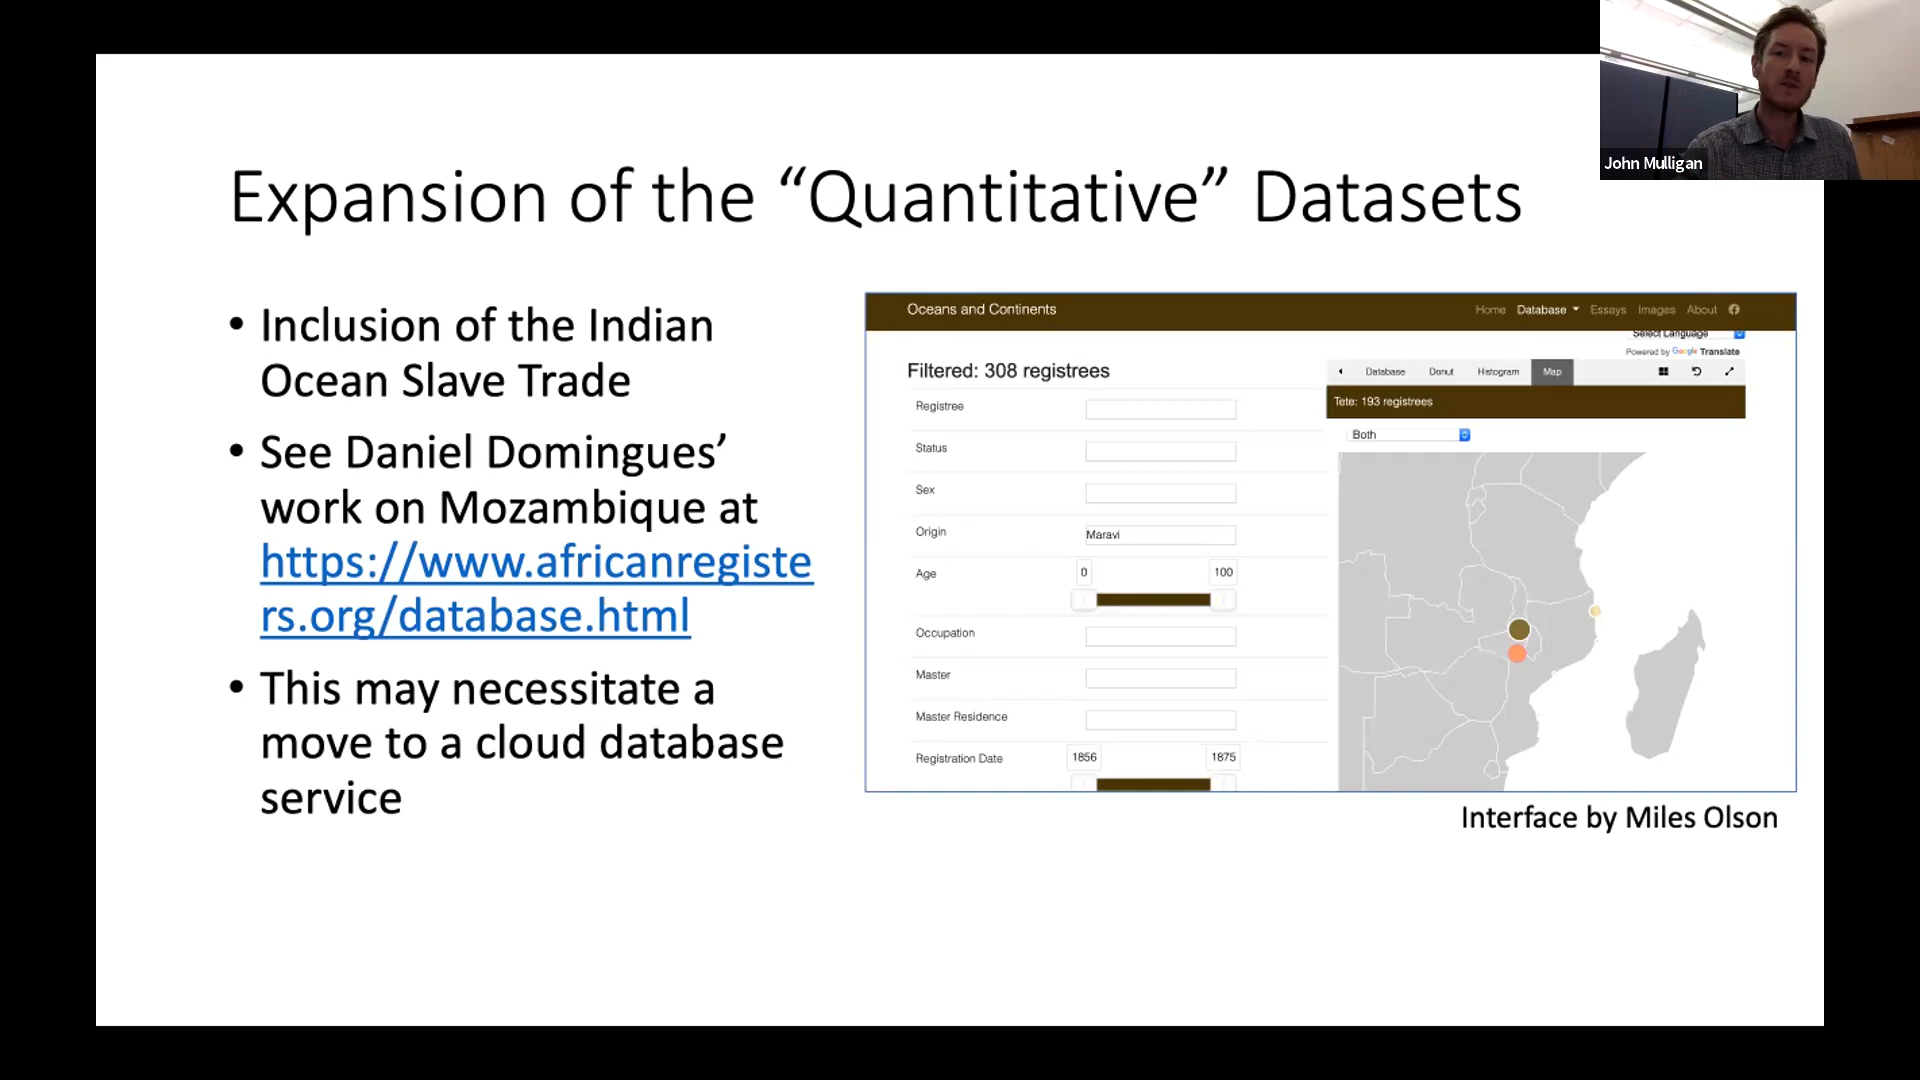 John Mulligan
Expansion of the “Quantitative” Datasets
• Inclusion of the Indian
Ocean Slave Trade
• See Daniel Domingues’
work on Mozambique at
https://www.africanregiste
rs.org/database.html
• This may necessitate a
move to a cloud database
service
Oceans and Continents
Home Database Essays Images About
Select Language
Powered by Google Translate
Filtered: 308 registrees
Registree
Status
Sex
Origin Maravi
Age 0 100
Occupation
Master
Master Residence
Registration Date 1856 1875
Database Donut Histogram Map
Tete: 193 registrees
Both
Interface by Miles Olson